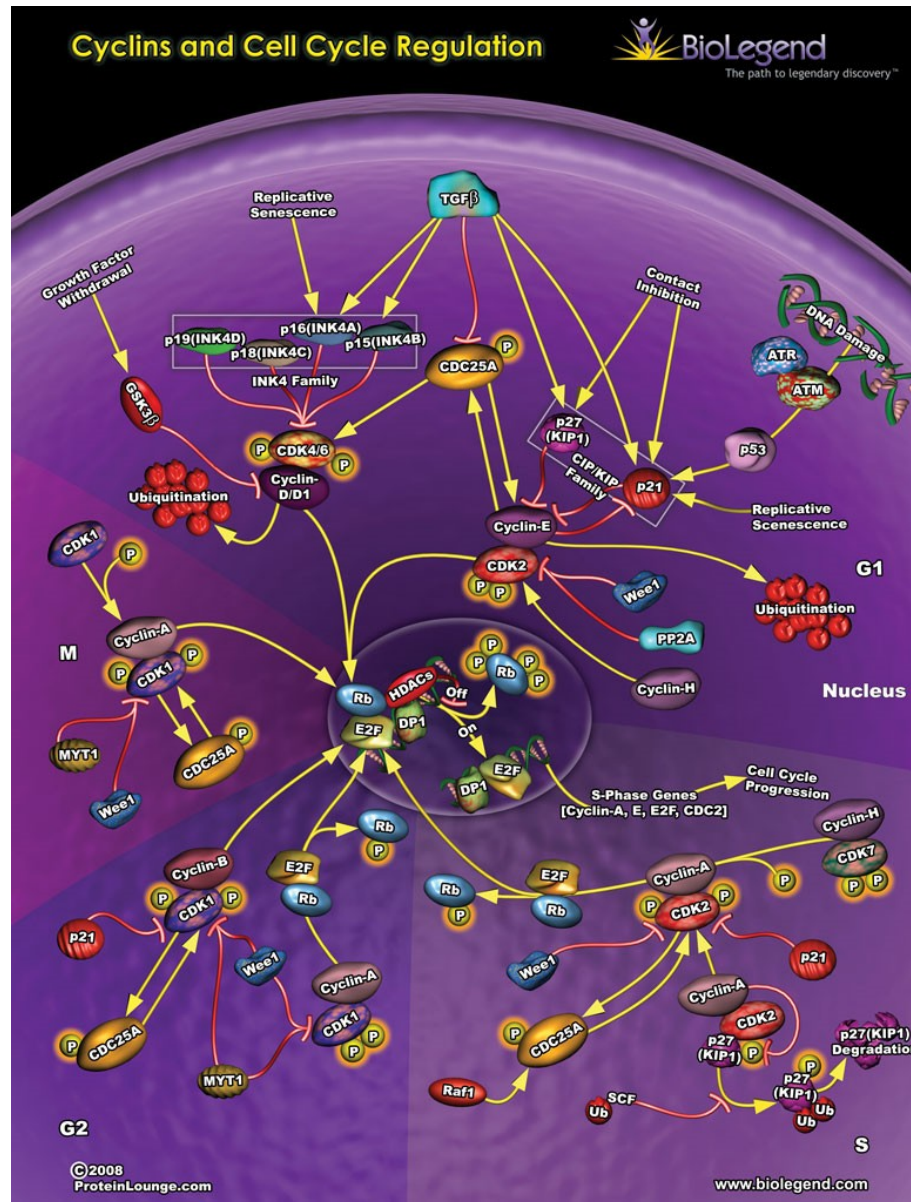 Cyclins and Cell Cycle Regulation
BioLegend
The path to legendary discovery™
Replicative
Senescence
TGFβ
Growth Factor
Withdrawal
Contact
Inhibition
DNA Damage
p19(INK4D)
p18(INK4C)
p16(INK4A)
p15(INK4B)
INK4 Family
P
CDC25A
ATR
ATM
GSK3β
p27
(KIP1)
p53
P
CDK4/6
P
CIP/KIP
Family
p21
Cyclin-
D/D1
Ubiquitination
Replicative
Scenescence
Cyclin-E
CDK2
P
P
Wee1
G1
CDK1
P
PP2A
Ubiquitination
M
Cyclin-A
P
CDK1
P
Cyclin-H
Nucleus
Rb
HDACs
Off
P
P
Rb
P
P
E2F
DP1
On
MYT1
P
CDC25A
Wee1
DP1
E2F
S-Phase Genes
[Cyclin-A, E, E2F, CDC2]
Cell Cycle
Progression
Rb
P
Cyclin-B
P
CDK1
P
E2F
Rb
Cyclin-H
CDK7
P
P
P
Cyclin-A
P
CDK2
P
E2F
Rb
Rb
P
p21
Wee1
Cyclin-A
CDK1
P
P
P
P
CDC25A
MYT1
Wee1
p21
Cyclin-A
CDK2
p27
(KIP1)
P
P
CDC25A
Raf1
p27(KIP1)
Degradation
P
p27
(KIP1)
Ub
Ub
Ub
SCF
G2
S
©2008
ProteinLounge.com
www.biolegend.com